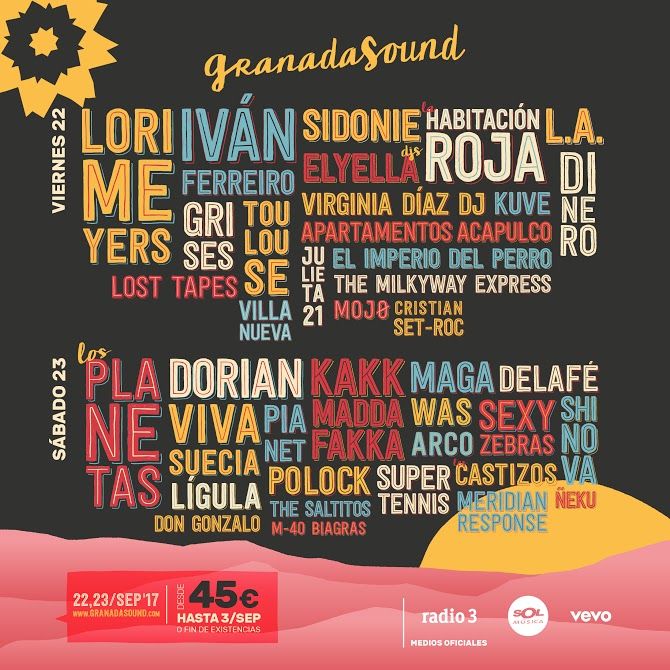 GRANADASOUND
VIERNES 22
LORI
ME
YERS
IVÁN
FERREIRO
SIDONIE
la
HABITACIÓN
ROJA
L.A.
DI
NE
RO
ELYELLA
djs
GRI
SES
TOU
LOU
SE
VIRGINIA DÍAZ DJ
KUVE
APARTAMENTOS ACAPULCO
JU
LIE
TA
21
EL IMPERIO DEL PERRO
THE MILKYWAY EXPRESS
LOST TAPES
VILLA
NUEVA
MOJO
CRISTIAN
SET-ROC
SÁBADO 23
los
PLA
NE
TAS
DORIAN
KAKK
MADDA
FAKKA
MAGA
DELAFÉ
VIVA
SUECIA
PIA
NET
WAS
ARCO
SEXY
ZEBRAS
SHI
NO
VA
LÍGULA
POLOCK
SUPER
TENNIS
los
CASTIZOS
DON GONZALO
THE SALTITOS
M-40 BIAGRAS
MERIDIAN
RESPONSE
ÑEKU
22,23/SEP'17
WWW.GRANADASOUND.COM
DESDE
45€
HASTA 3/SEP
O FIN DE EXISTENCIAS
radio 3
SOL
MÚSICA
vevo
MEDIOS OFICIALES